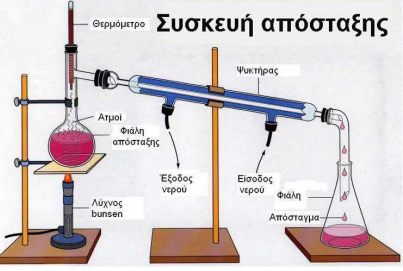 Θερμόμετρο
Συσκευή απόσταξης
Ψυκτήρας
Ατμοί
Φιάλη
απόσταξης
Έξοδος
νερού
Είσοδος
νερού
Φιάλη
Λύχνος
bunsen
Απόσταγμα